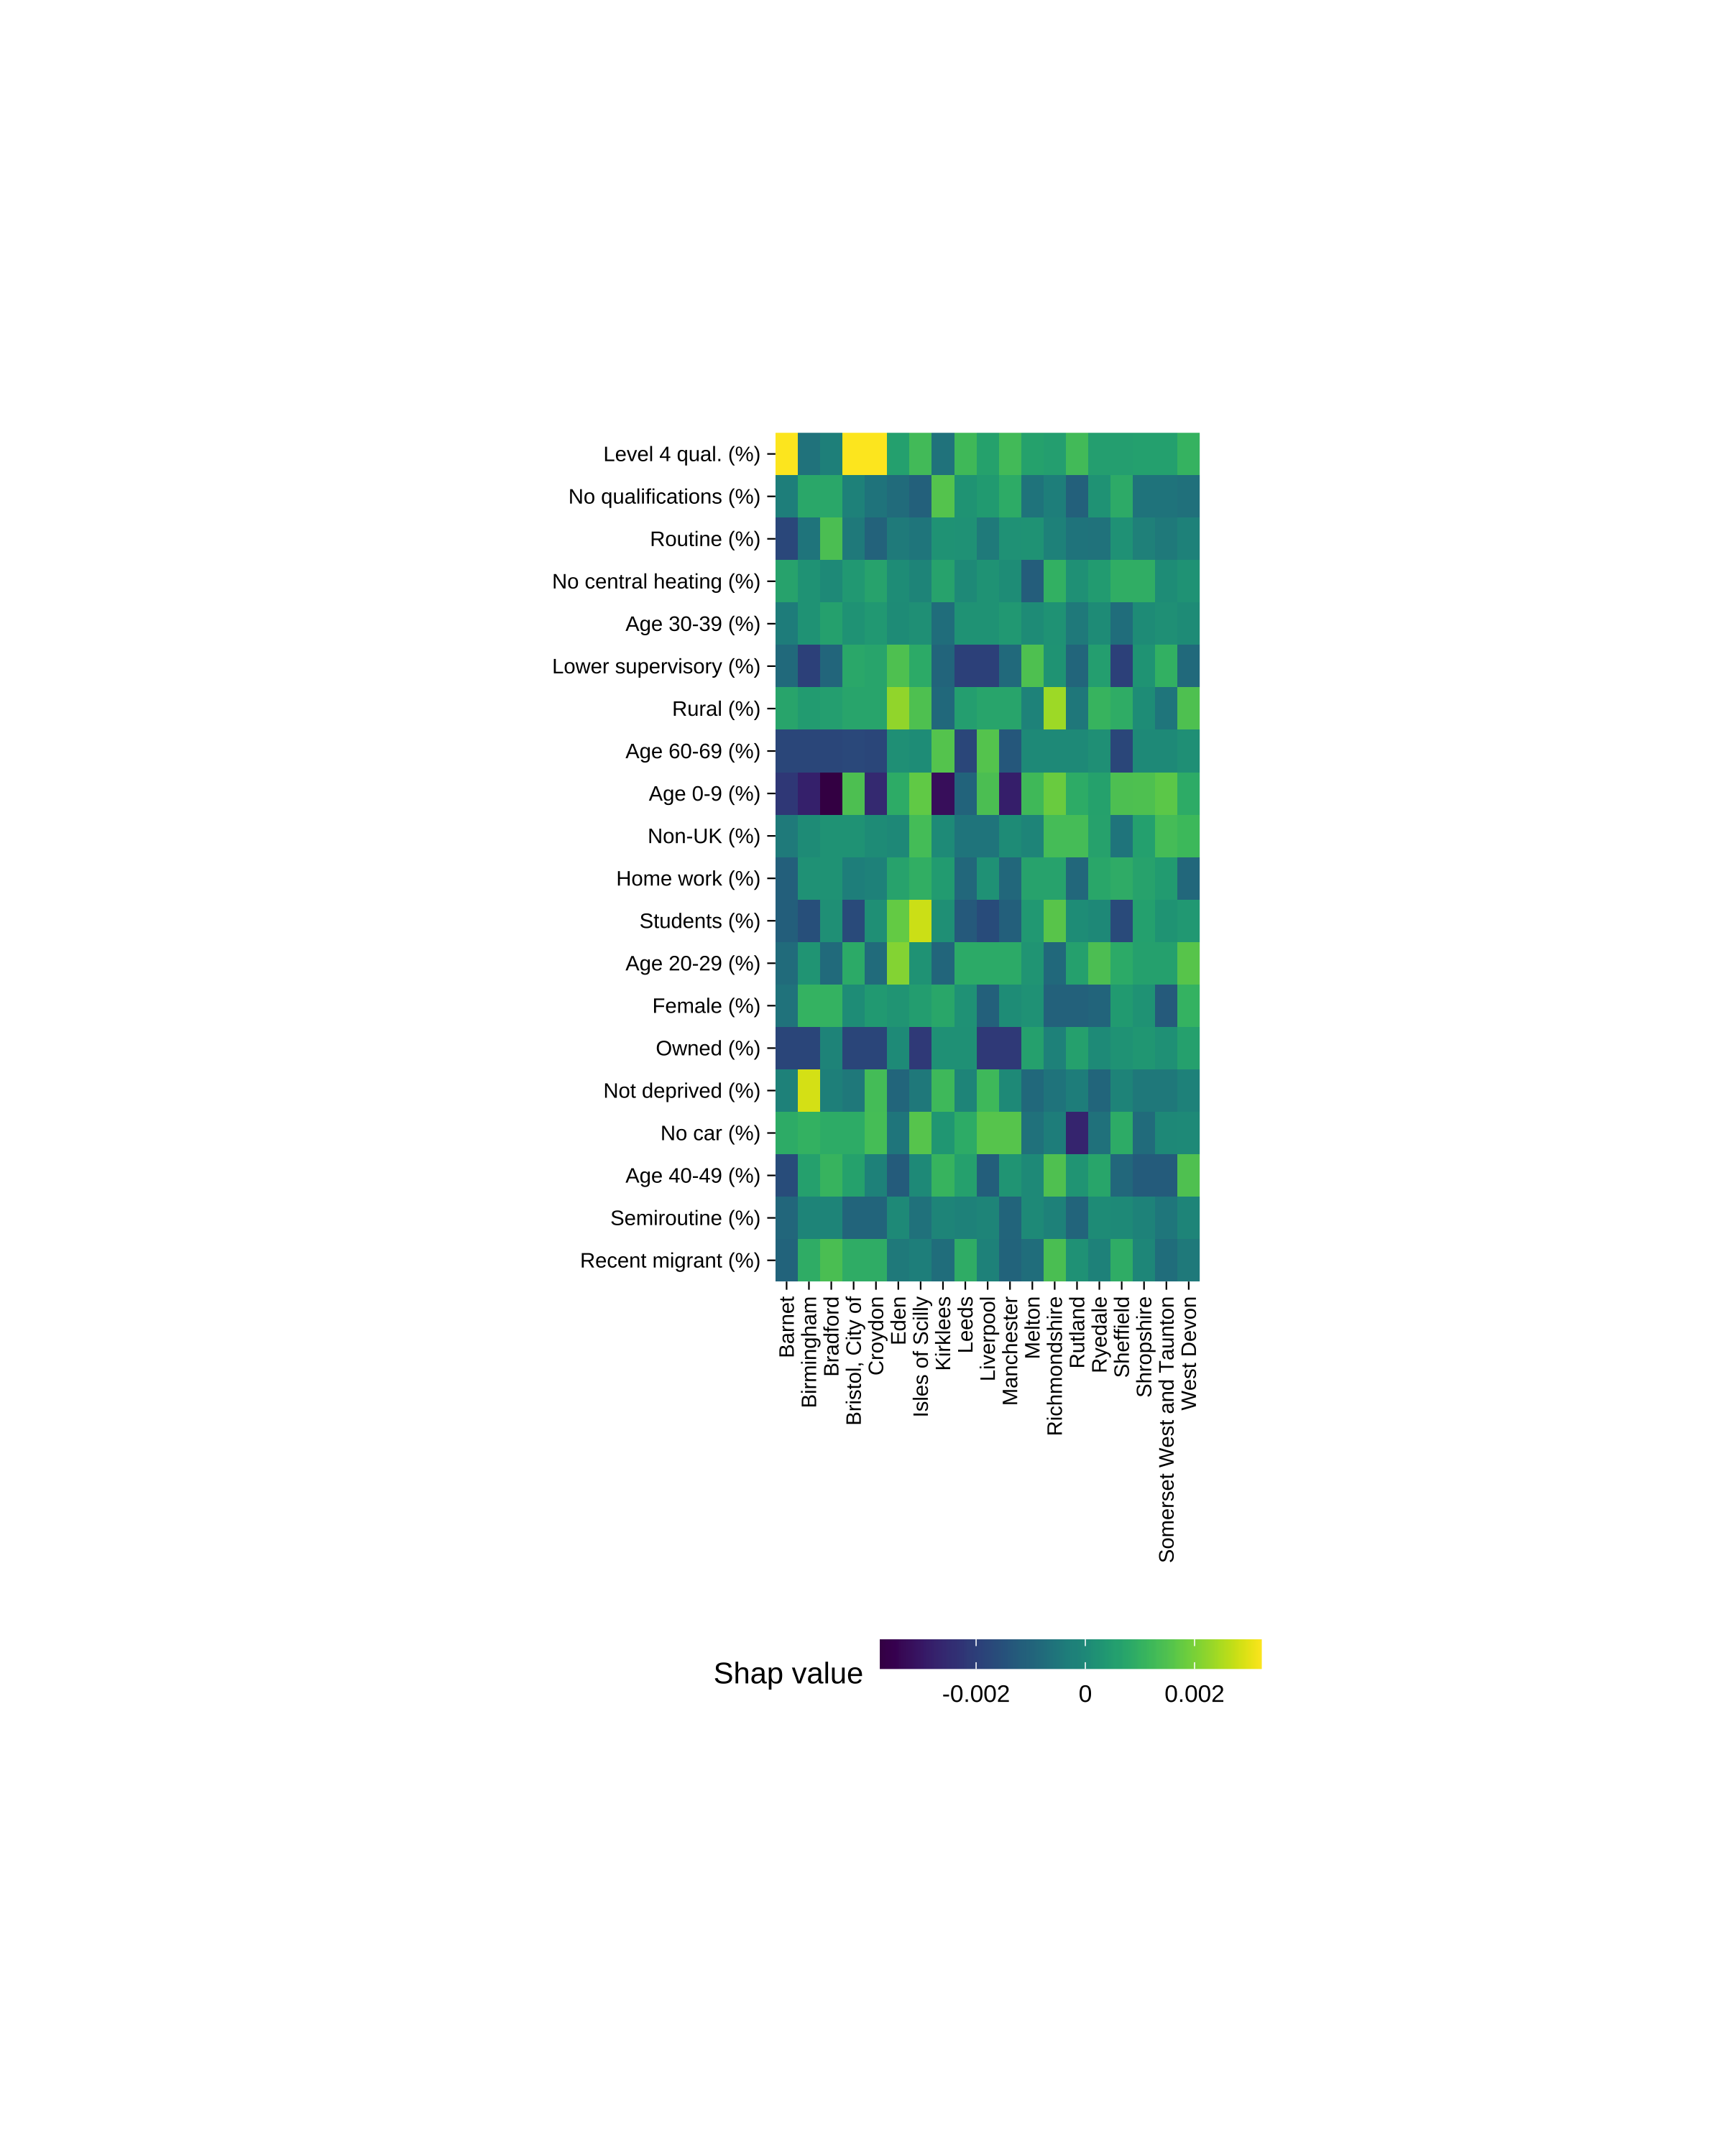 Level 4 qual. (%)
No qualifications (%)
Routine (%)
No central heating (%)
Age 30-39 (%)
Lower supervisory (%)
Rural (%)
Age 60-69 (%)
Age 0-9 (%)
Non-UK (%)
Home work (%)
Students (%)
Age 20-29 (%)
Female (%)
Owned (%)
Not deprived (%)
No car (%)
Age 40-49 (%)
Semiroutine (%)
Recent migrant (%)
Barnet
Birmingham
Bradford
Bristol, City of
Croydon
Eden
Isles of Scilly
Kirklees
Leeds
Liverpool
Manchester
Melton
Richmondshire
Rutland
Ryedale
Sheffield
Shropshire
Somerset West and Taunton
West Devon
Shap value
-0.002
0
0.002